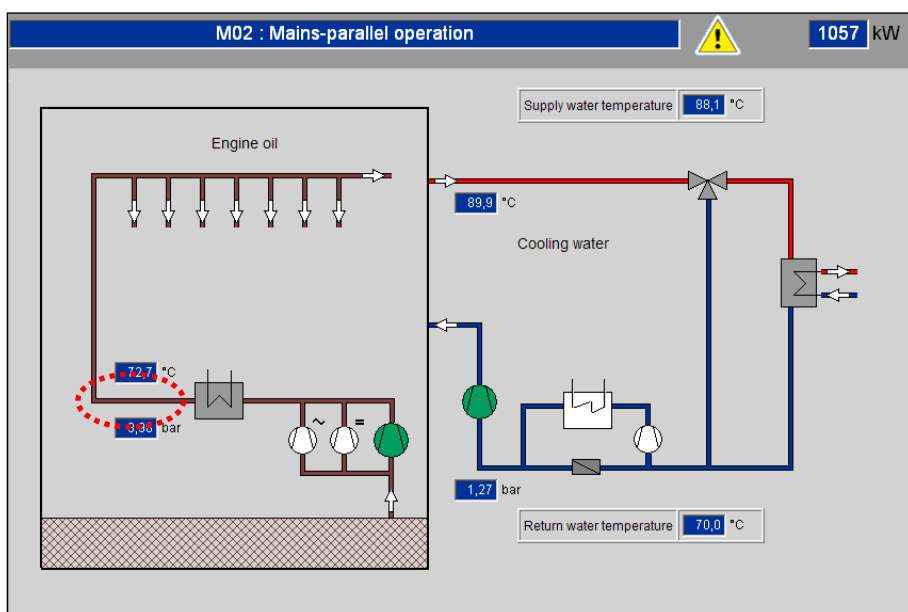 M02 : Mains-parallel operation
1057 kW
Supply water temperature 88,1 °C
Engine oil
89,9 °C
Cooling water
72,7 °C
bar
~ =
1,27 bar
Return water temperature 70,0 °C